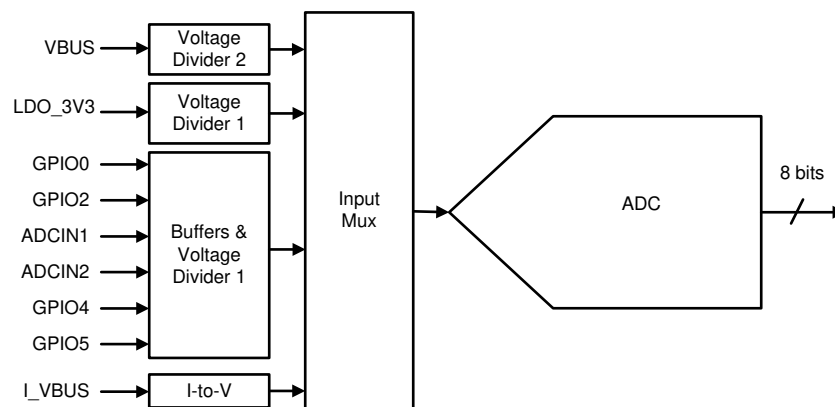 VBUS
Voltage
Divider 2
LDO_3V3
Voltage
Divider 1
GPIO0
GPIO2
ADCIN1
ADCIN2
GPIO4
GPIO5
Buffers &
Voltage
Divider 1
I_VBUS
I-to-V
Input
Mux
ADC
8 bits